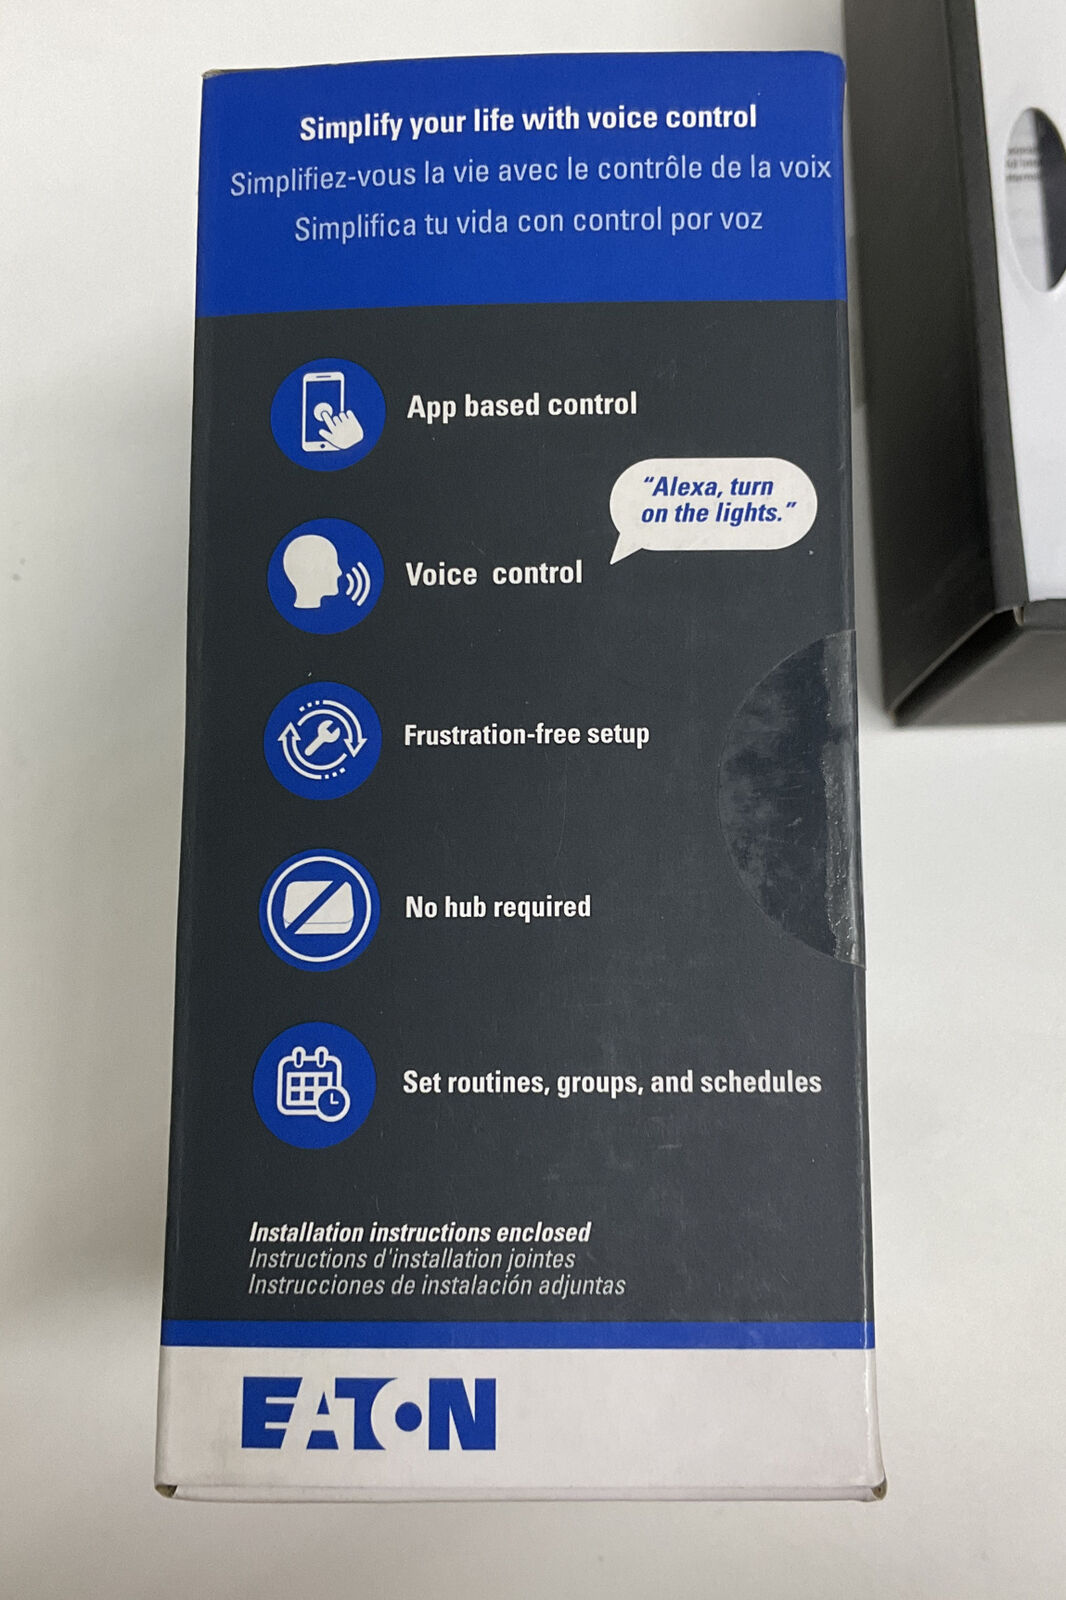 Simplify your life with voice control
Simplifiez-vous la vie avec le contrôle de la voix
Simplifica tu vida con control por voz
App based control
“Alexa, turn
on the lights.”
Voice control
Frustration-free setup
No hub required
Set routines, groups, and schedules
Installation instructions enclosed
Instructions d'installation jointes
Instrucciones de instalación adjuntas
EATON